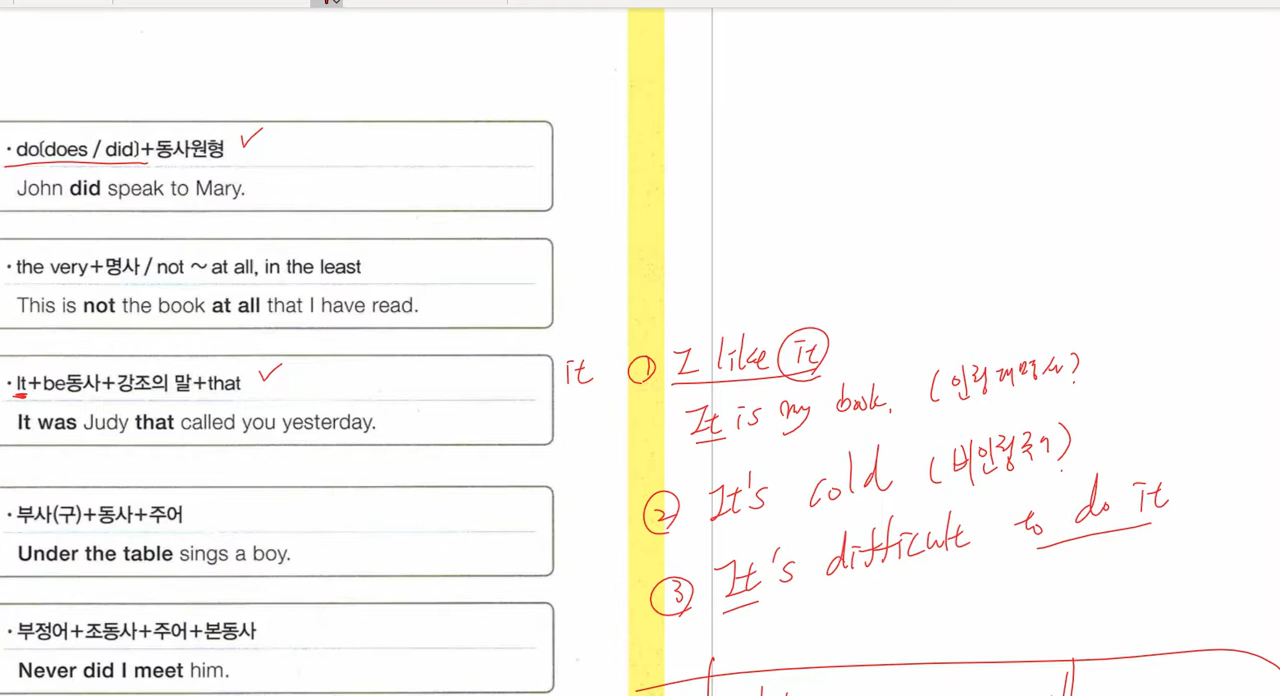 · do(does / did)+동사원형
John did speak to Mary.
· the very+명사 / not ~ at all, in the least
This is not the book at all that I have read.
· It+be동사+강조의 말+that
It was Judy that called you yesterday.
· 부사(구)+동사+주어
Under the table sings a boy.
· 부정어+조동사+주어+본동사
Never did I meet him.
it ① I like it
It is my book. (인칭대명사)
② It's cold (비인칭주어)
③ It's difficult to do it